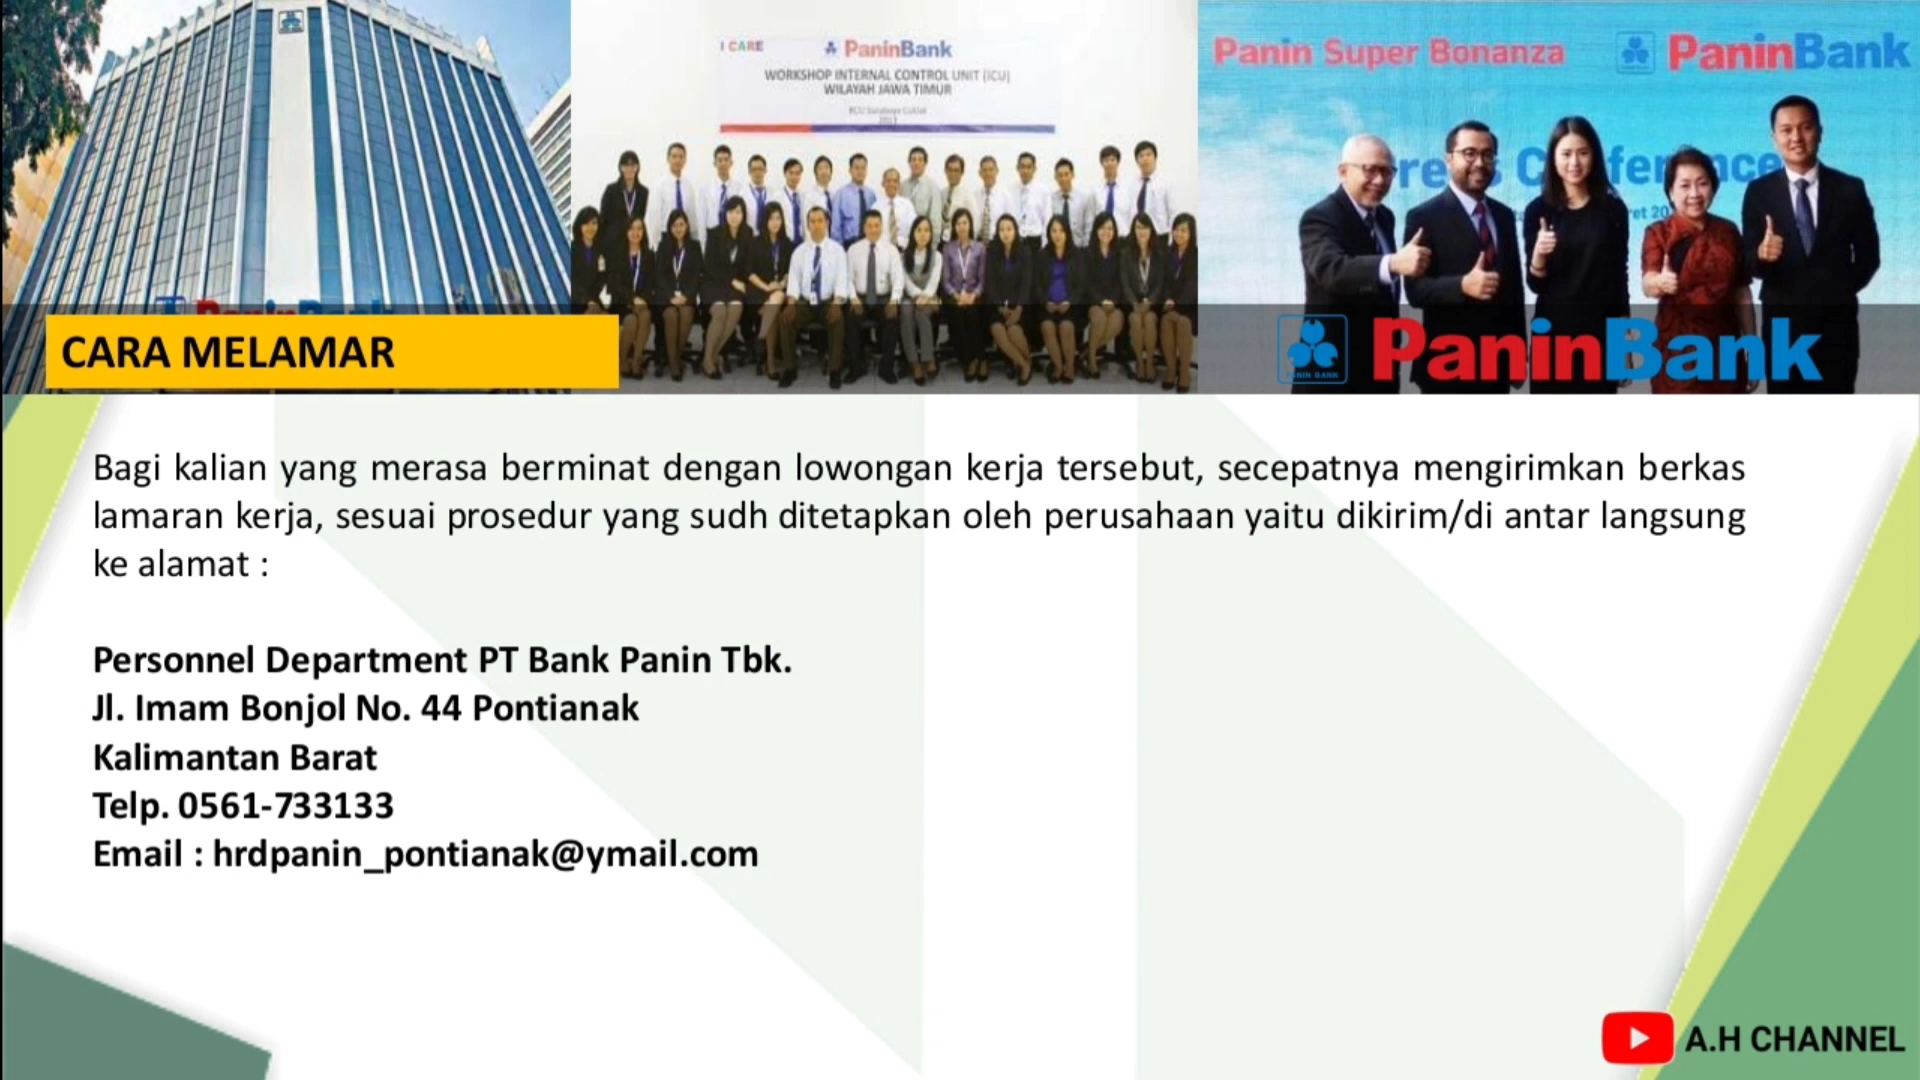 I CARE
PaninBank
WORKSHOP INTERNAL CONTROL UNIT (ICU)
WILAYAH JAWA TIMUR
Panin Super Bonanza
PaninBank
CARA MELAMAR
PANIN BANK
PaninBank
Bagi kalian yang merasa berminat dengan lowongan kerja tersebut, secepatnya mengirimkan berkas
lamaran kerja, sesuai prosedur yang sudh ditetapkan oleh perusahaan yaitu dikirim/di antar langsung
ke alamat :
Personnel Department PT Bank Panin Tbk.
Jl. Imam Bonjol No. 44 Pontianak
Kalimantan Barat
Telp. 0561-733133
Email : hrdpanin_pontianak@ymail.com
A.H CHANNEL